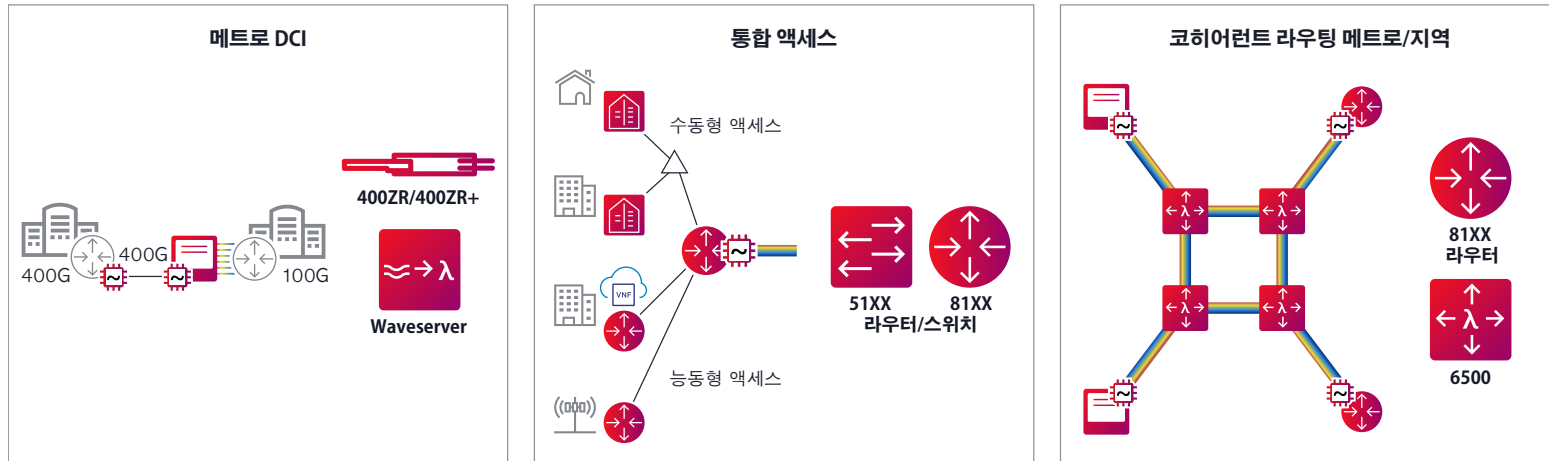 메트로 DCI
400ZR/400ZR+
400G
400G
100G
Waveserver
통합 액세스
수동형 액세스
VNF
능동형 액세스
51XX
81XX
라우터/스위치
코히어런트 라우팅 메트로/지역
λ
81XX
라우터
6500